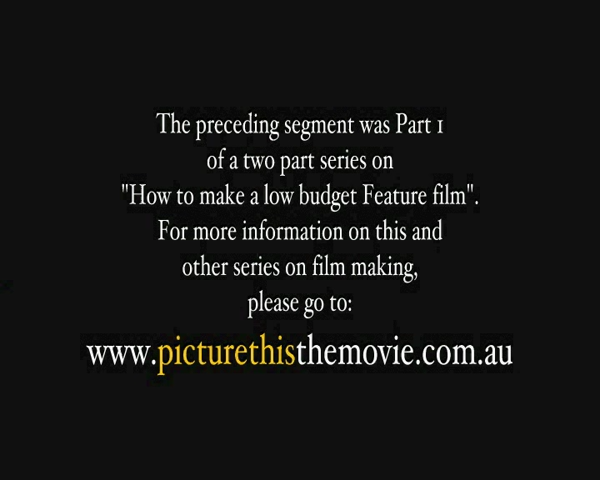 The preceding segment was Part 1
of a two part series on
"How to make a low budget Feature film".
For more information on this and
other series on film making,
please go to:
www.picturethisthemovie.com.au